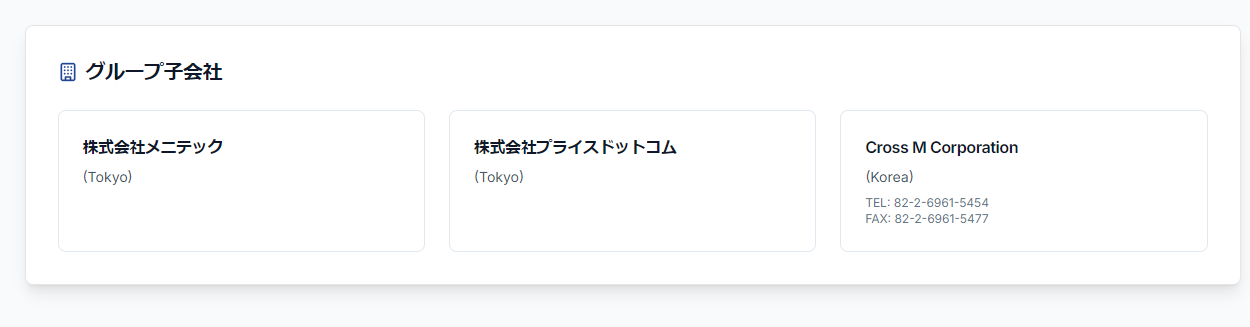 グループ子会社
株式会社メニテック
(Tokyo)
株式会社プライスドットコム
(Tokyo)
Cross M Corporation
(Korea)
TEL: 82-2-6961-5454
FAX: 82-2-6961-5477